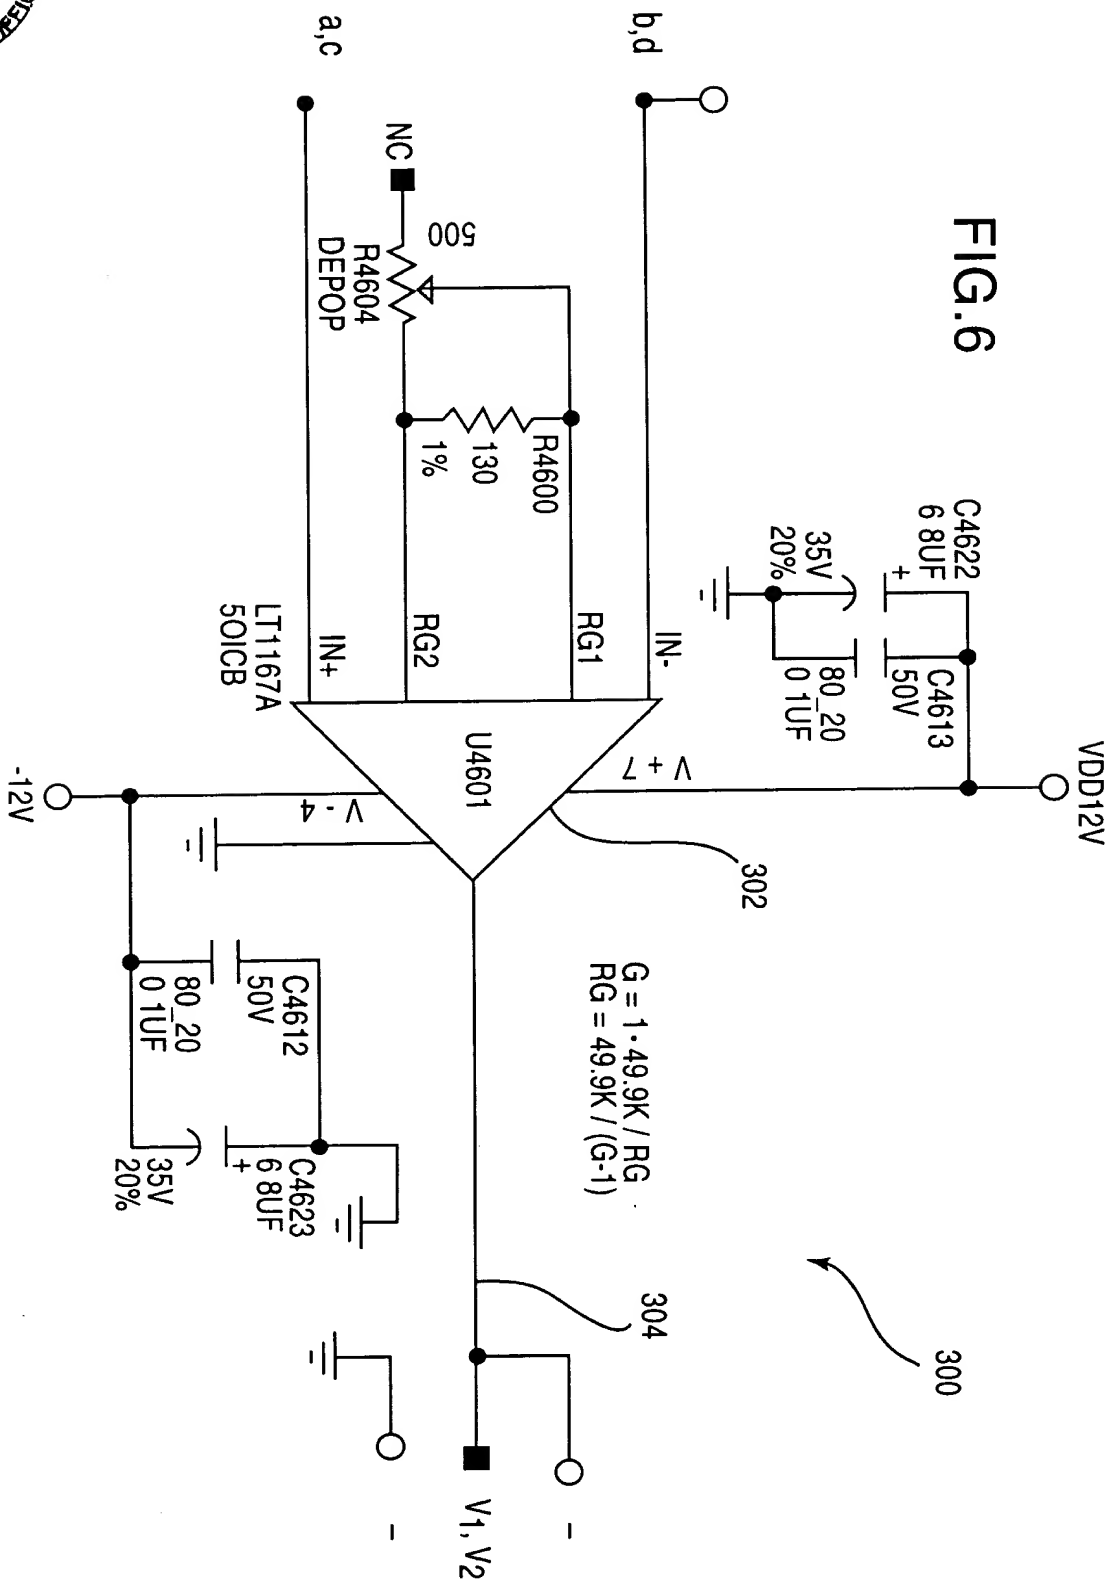 FIG.6
VDD12V
C4622
6 8UF
+
35V
20%
C4613
50V
80_20
0 1UF
b,d
a,c
NC
500
R4604
DEPOP
R4600
130
1%
IN-
RG1
RG2
IN+
LT1167A
5OICB
U4601
V + 7
V - 4
-12V
302
G = 1·49.9K / RG
RG = 49.9K / (G-1)
C4612
50V
80_20
0 1UF
C4623
6 8UF
+
35V
20%
304
300
V1, V2
-
-